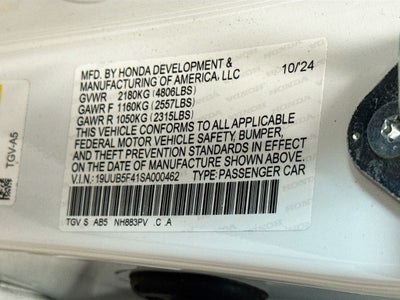 MFD. BY HONDA DEVELOPMENT & 10/24
MANUFACTURING OF AMERICA, LLC
GVWR 2180KG (4806LBS)
GAWR F 1160KG (2557LBS)
GAWR R 1050KG (2315LBS)
THIS VEHICLE CONFORMS TO ALL APPLICABLE
FEDERAL MOTOR VEHICLE SAFETY, BUMPER,
AND THEFT PREVENTION STANDARDS IN EFFECT
ON THE DATE OF MANUFACTURE SHOWN ABOVE.
V.I.N.: 19UUB5F41SA000462 TYPE:PASSENGER CAR
TGV S AB5 NH883PV C A
TGV-A5